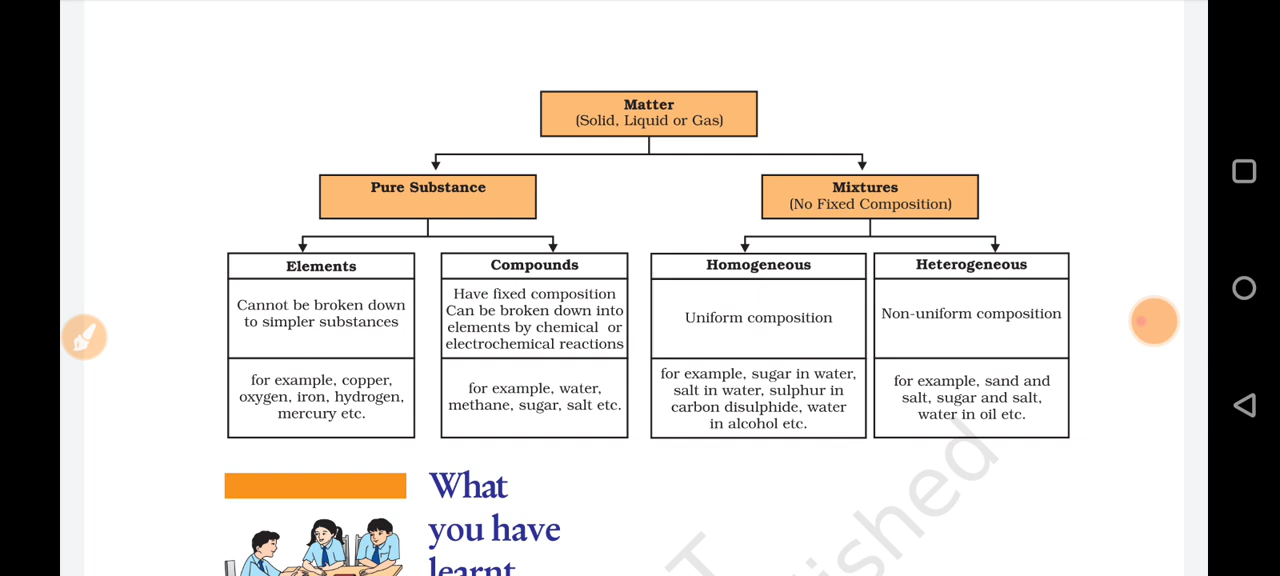 Matter
(Solid, Liquid or Gas)
Pure Substance
Mixtures
(No Fixed Composition)
Elements
Cannot be broken down
to simpler substances
for example, copper,
oxygen, iron, hydrogen,
mercury etc.
Compounds
Have fixed composition
Can be broken down into
elements by chemical or
electrochemical reactions
for example, water,
methane, sugar, salt etc.
Homogeneous
Uniform composition
for example, sugar in water,
salt in water, sulphur in
carbon disulphide, water
in alcohol etc.
Heterogeneous
Non-uniform composition
for example, sand and
salt, sugar and salt,
water in oil etc.
What
you have
learnt